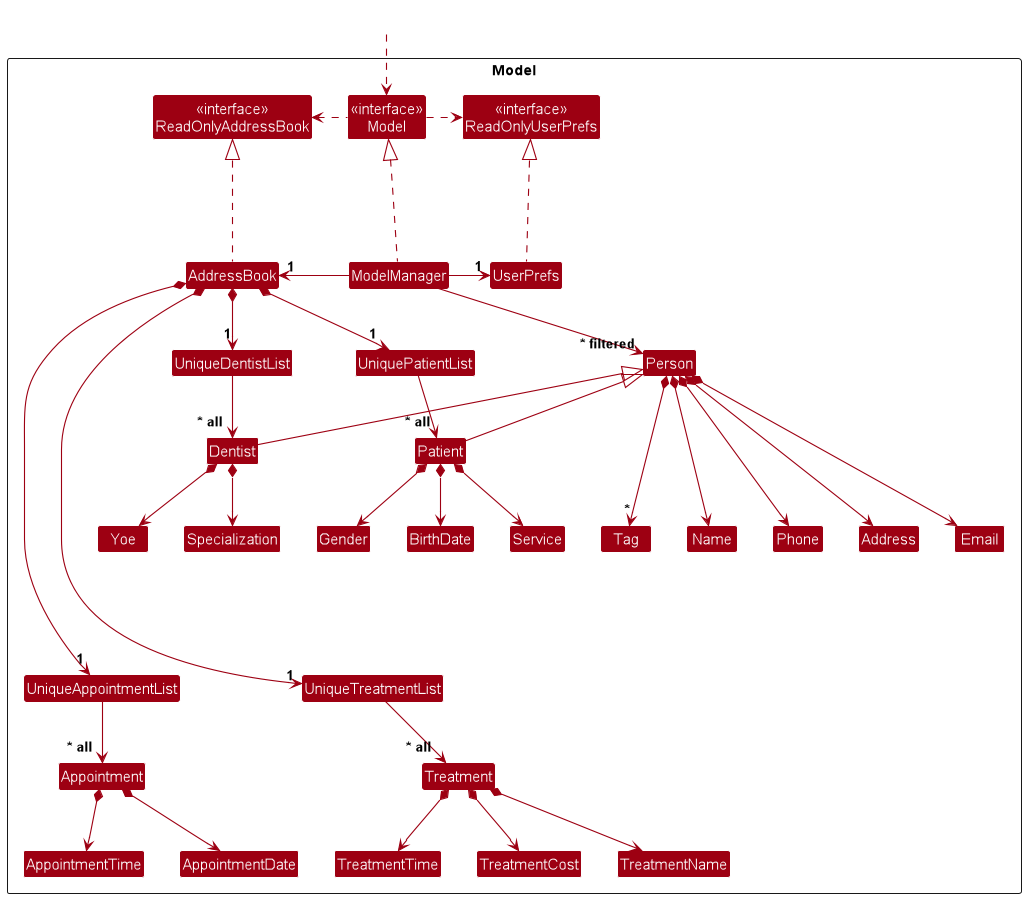 Model
«interface»
ReadOnlyAddressBook
«interface»
Model
«interface»
ReadOnlyUserPrefs
AddressBook
1
ModelManager
1
UserPrefs
1
1
* filtered
UniqueDentistList
UniquePatientList
Person
* all
* all
Dentist
Patient
*
Yoe
Specialization
Gender
BirthDate
Service
Tag
Name
Phone
Address
Email
1
1
UniqueAppointmentList
UniqueTreatmentList
* all
* all
Appointment
Treatment
AppointmentTime
AppointmentDate
TreatmentTime
TreatmentCost
TreatmentName